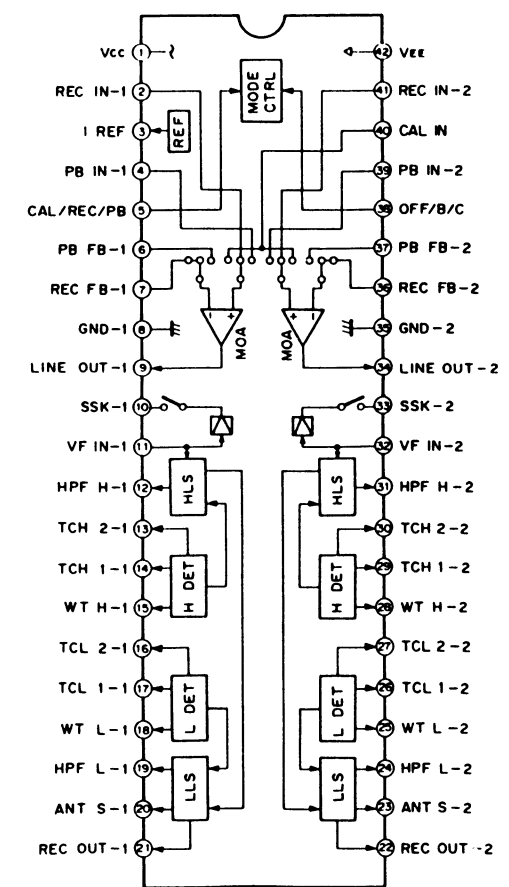 VCC 1 42 VEE
REC IN-1 2 MODE CTRL 41 REC IN-2
I REF 3 REF 40 CAL IN
PB IN-1 4 39 PB IN-2
CAL/REC/PB 5 38 OFF/B/C
PB FB-1 6 37 PB FB-2
REC FB-1 7 36 REC FB-2
- + + -
GND-1 8 MOA MOA 35 GND-2
LINE OUT-1 9 34 LINE OUT-2
SSK-1 10 33 SSK-2
VF IN-1 11 32 VF IN-2
HPF H-1 12 HLS HLS 31 HPF H-2
TCH 2-1 13 30 TCH 2-2
TCH 1-1 14 H DET H DET 29 TCH 1-2
WT H-1 15 28 WT H-2
TCL 2-1 16 27 TCL 2-2
TCL 1-1 17 L DET L DET 26 TCL 1-2
WT L-1 18 25 WT L-2
HPF L-1 19 LLS LLS 24 HPF L-2
ANT S-1 20 23 ANT S-2
REC OUT-1 21 22 REC OUT-2